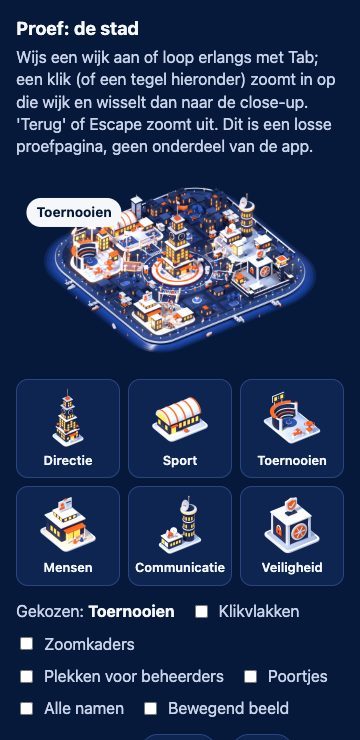 Proef: de stad
Wijs een wijk aan of loop erlangs met Tab;
een klik (of een tegel hieronder) zoomt in op
die wijk en wisselt dan naar de close-up.
'Terug' of Escape zoomt uit. Dit is een losse
proefpagina, geen onderdeel van de app.
Toernooien
Directie
Sport
Toernooien
Mensen
Communicatie
Veiligheid
Gekozen: Toernooien
Klikvlakken
Zoomkaders
Plekken voor beheerders
Poortjes
Alle namen
Bewegend beeld